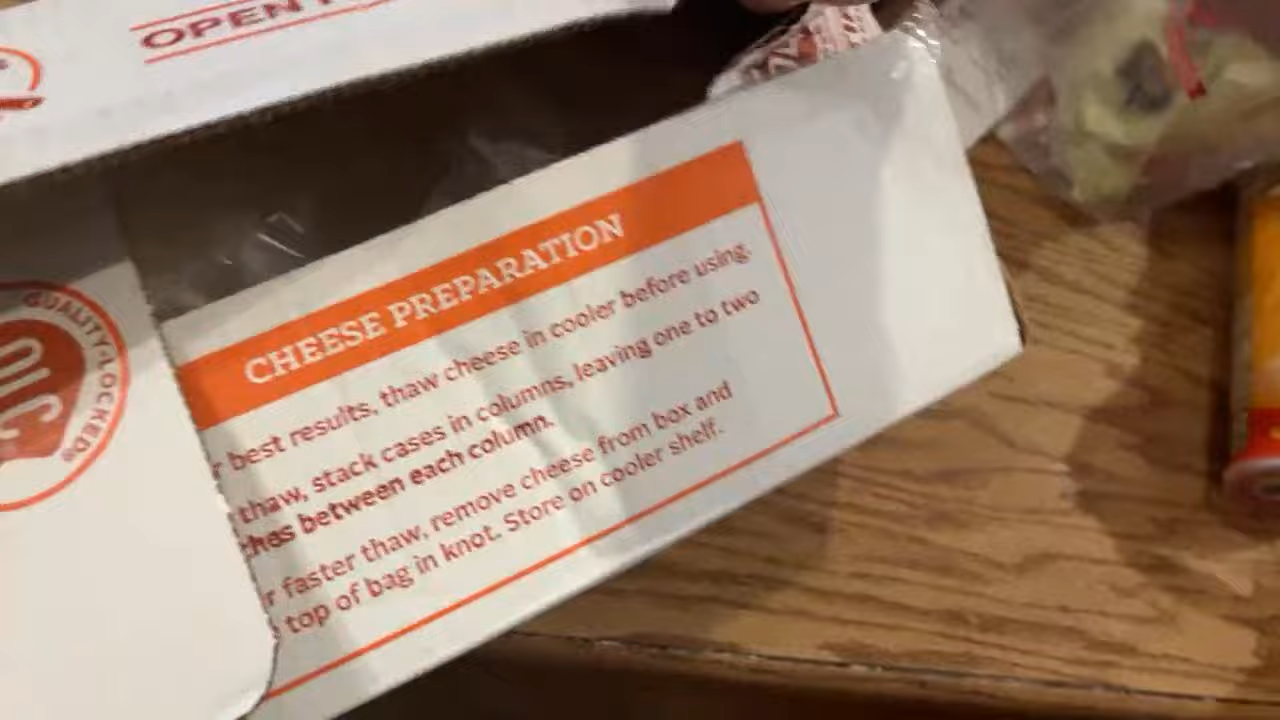 OPEN
QUALITY-LOCKED
CHEESE PREPARATION
best results, thaw cheese in cooler before using.
thaw, stack cases in columns, leaving one to two
hes between each column.
faster thaw, remove cheese from box and
top of bag in knot. Store on cooler shelf.